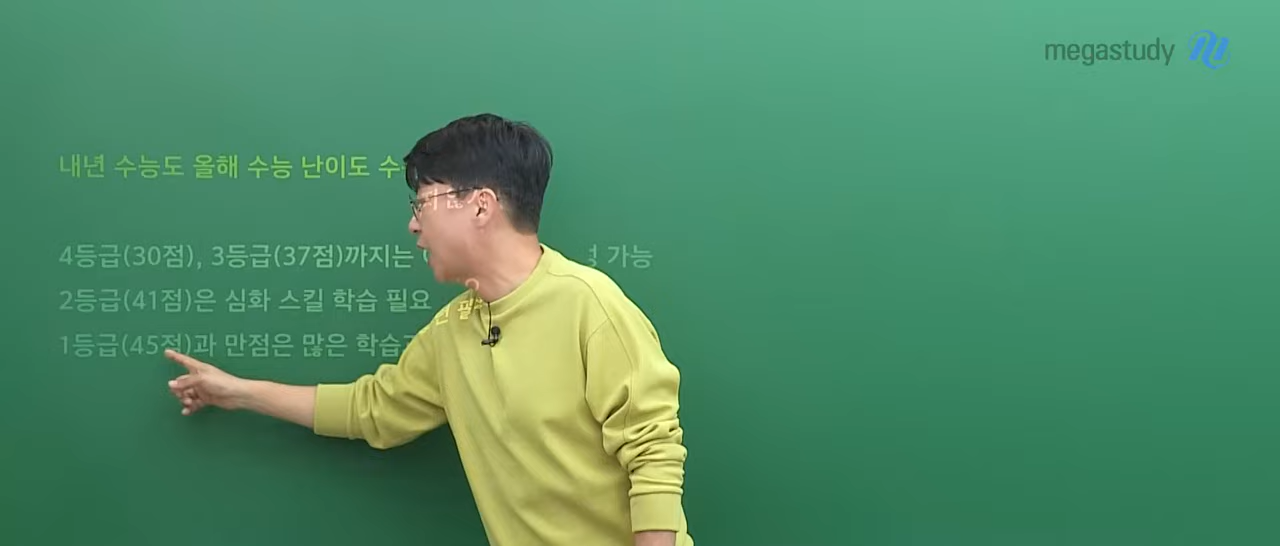 megastudy
내년 수능도 올해 수능 난이도
4등급(30점), 3등급(37점)까지는 가능
2등급(41점)은 심화 스킬 학습 필요
1등급(45점)과 만점은 많은